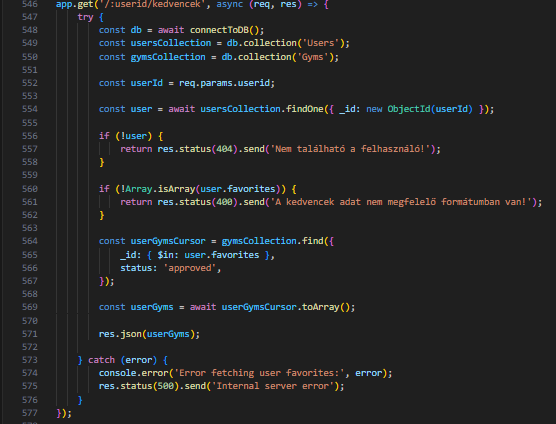 546 app.get('/:userid/kedvencek', async (req, res) => {
547     try {
548         const db = await connectToDB();
549         const usersCollection = db.collection('Users');
550         const gymsCollection = db.collection('Gyms');
551
552         const userId = req.params.userid;
553
554         const user = await usersCollection.findOne({ _id: new ObjectId(userId) });
555
556         if (!user) {
557             return res.status(404).send('Nem található a felhasználó!');
558         }
559
560         if (!Array.isArray(user.favorites)) {
561             return res.status(400).send('A kedvencek adat nem megfelelő formátumban van!');
562         }
563
564         const userGymsCursor = gymsCollection.find({
565             _id: { $in: user.favorites },
566             status: 'approved',
567         });
568
569         const userGyms = await userGymsCursor.toArray();
570
571         res.json(userGyms);
572
573     } catch (error) {
574         console.error('Error fetching user favorites:', error);
575         res.status(500).send('Internal server error');
576     }
577 });